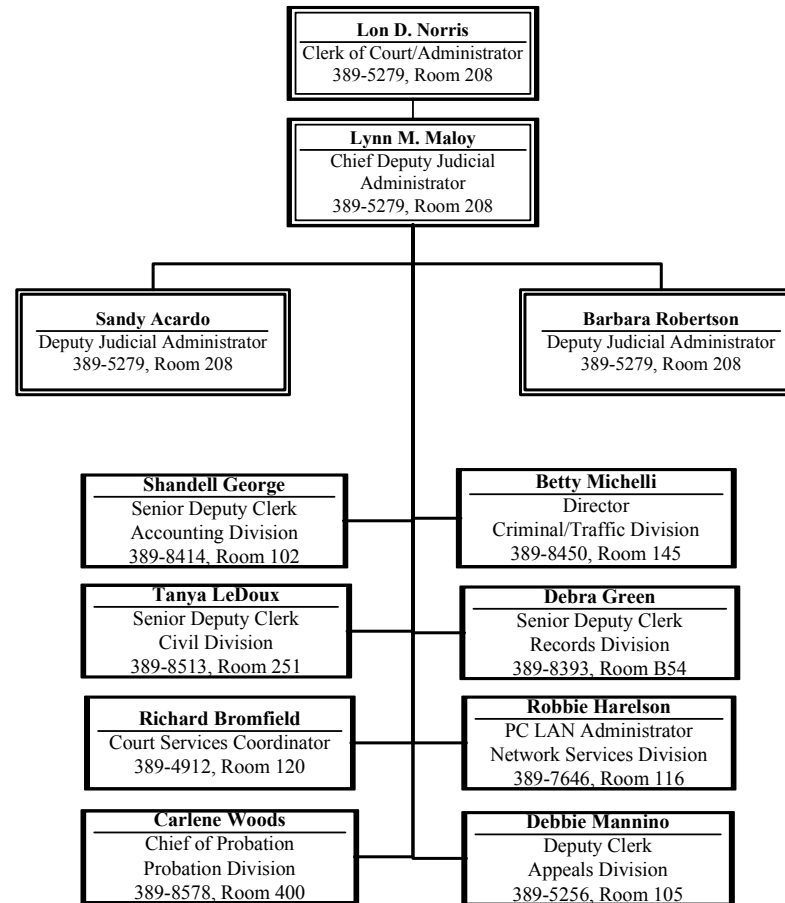 Lon D. Norris
Clerk of Court/Administrator
389-5279, Room 208
Lynn M. Maloy
Chief Deputy Judicial
Administrator
389-5279, Room 208
Sandy Acardo
Deputy Judicial Administrator
389-5279, Room 208
Barbara Robertson
Deputy Judicial Administrator
389-5279, Room 208
Shandell George
Senior Deputy Clerk
Accounting Division
389-8414, Room 102
Betty Michelli
Director
Criminal/Traffic Division
389-8450, Room 145
Tanya LeDoux
Senior Deputy Clerk
Civil Division
389-8513, Room 251
Debra Green
Senior Deputy Clerk
Records Division
389-8393, Room B54
Richard Bromfield
Court Services Coordinator
389-4912, Room 120
Robbie Harelson
PC LAN Administrator
Network Services Division
389-7646, Room 116
Carlene Woods
Chief of Probation
Probation Division
389-8578, Room 400
Debbie Mannino
Deputy Clerk
Appeals Division
389-5256, Room 105